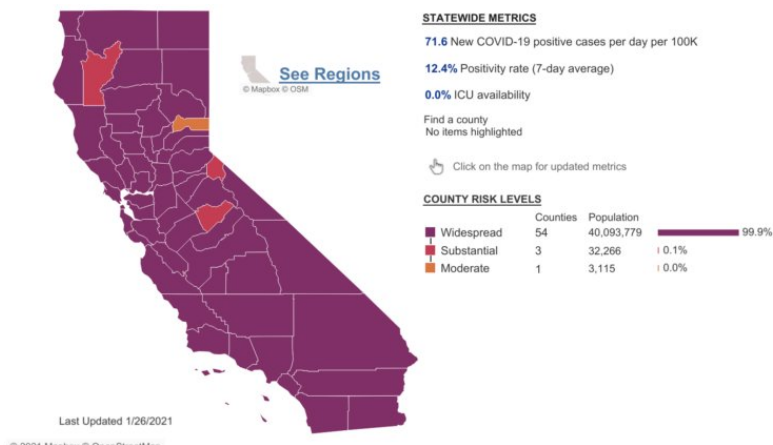 STATEWIDE METRICS
71.6 New COVID-19 positive cases per day per 100K
12.4% Positivity rate (7-day average)
0.0% ICU availability
Find a county
No items highlighted
Click on the map for updated metrics
See Regions
© Mapbox © OSM
COUNTY RISK LEVELS
Counties Population
Widespread 54 40,093,779 99.9%
Substantial 3 32,266 0.1%
Moderate 1 3,115 0.0%
Last Updated 1/26/2021
© 2021 Mapbox © OpenStreetMap